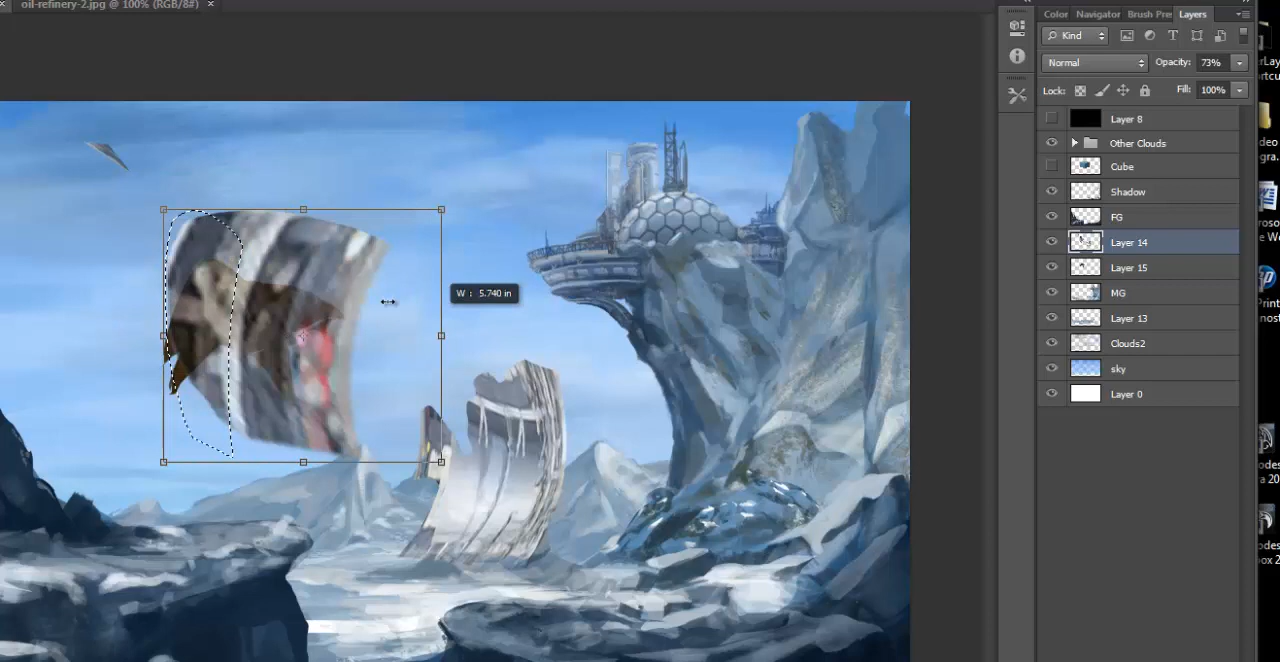 oil-refinery-2.jpg @ 100% (RGB/8#) ×
Color Navigator Brush Pre Layers
Kind
Normal Opacity: 73%
Lock: Fill: 100%
Layer 8
Other Clouds
Cube
Shadow
FG
Layer 14
Layer 15
MG
Layer 13
Clouds2
sky
Layer 0
W : 5.740 in